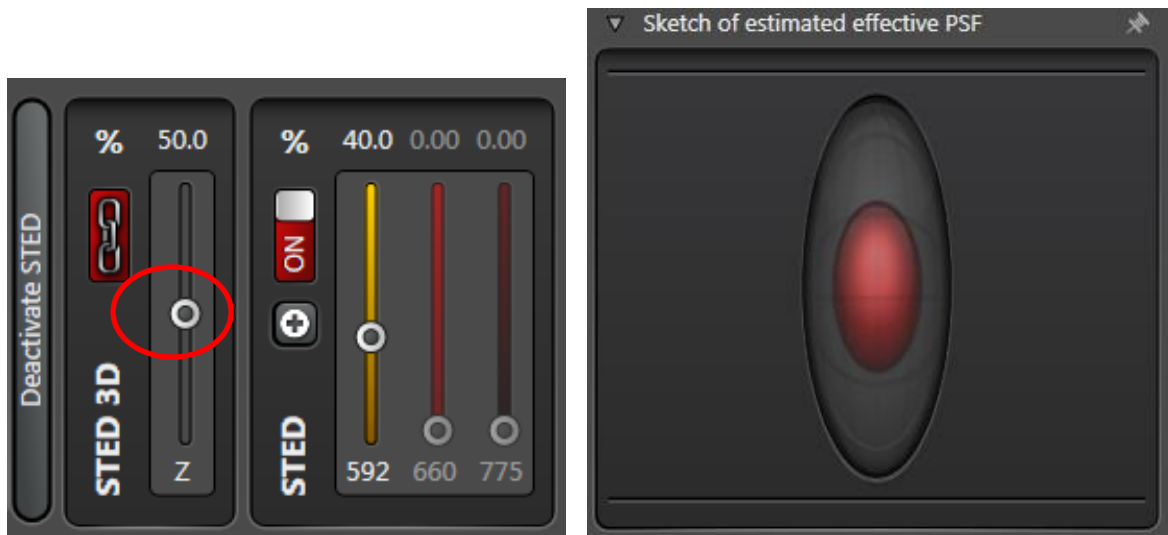 Sketch of estimated effective PSF
Deactivate STED
STED 3D
% 50.0
Z
STED
% 40.0 0.00 0.00
ON
592 660 775